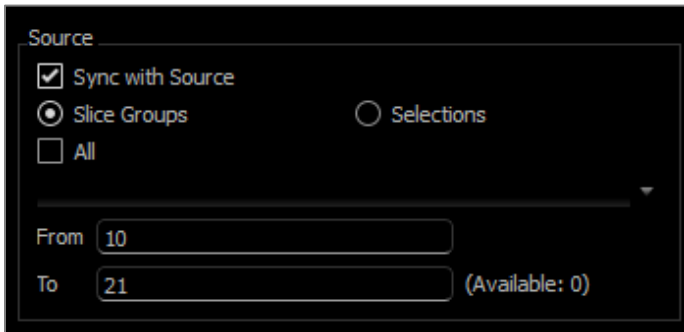 Source
Sync with Source
Slice Groups Selections
All
From 10
To 21 (Available: 0)